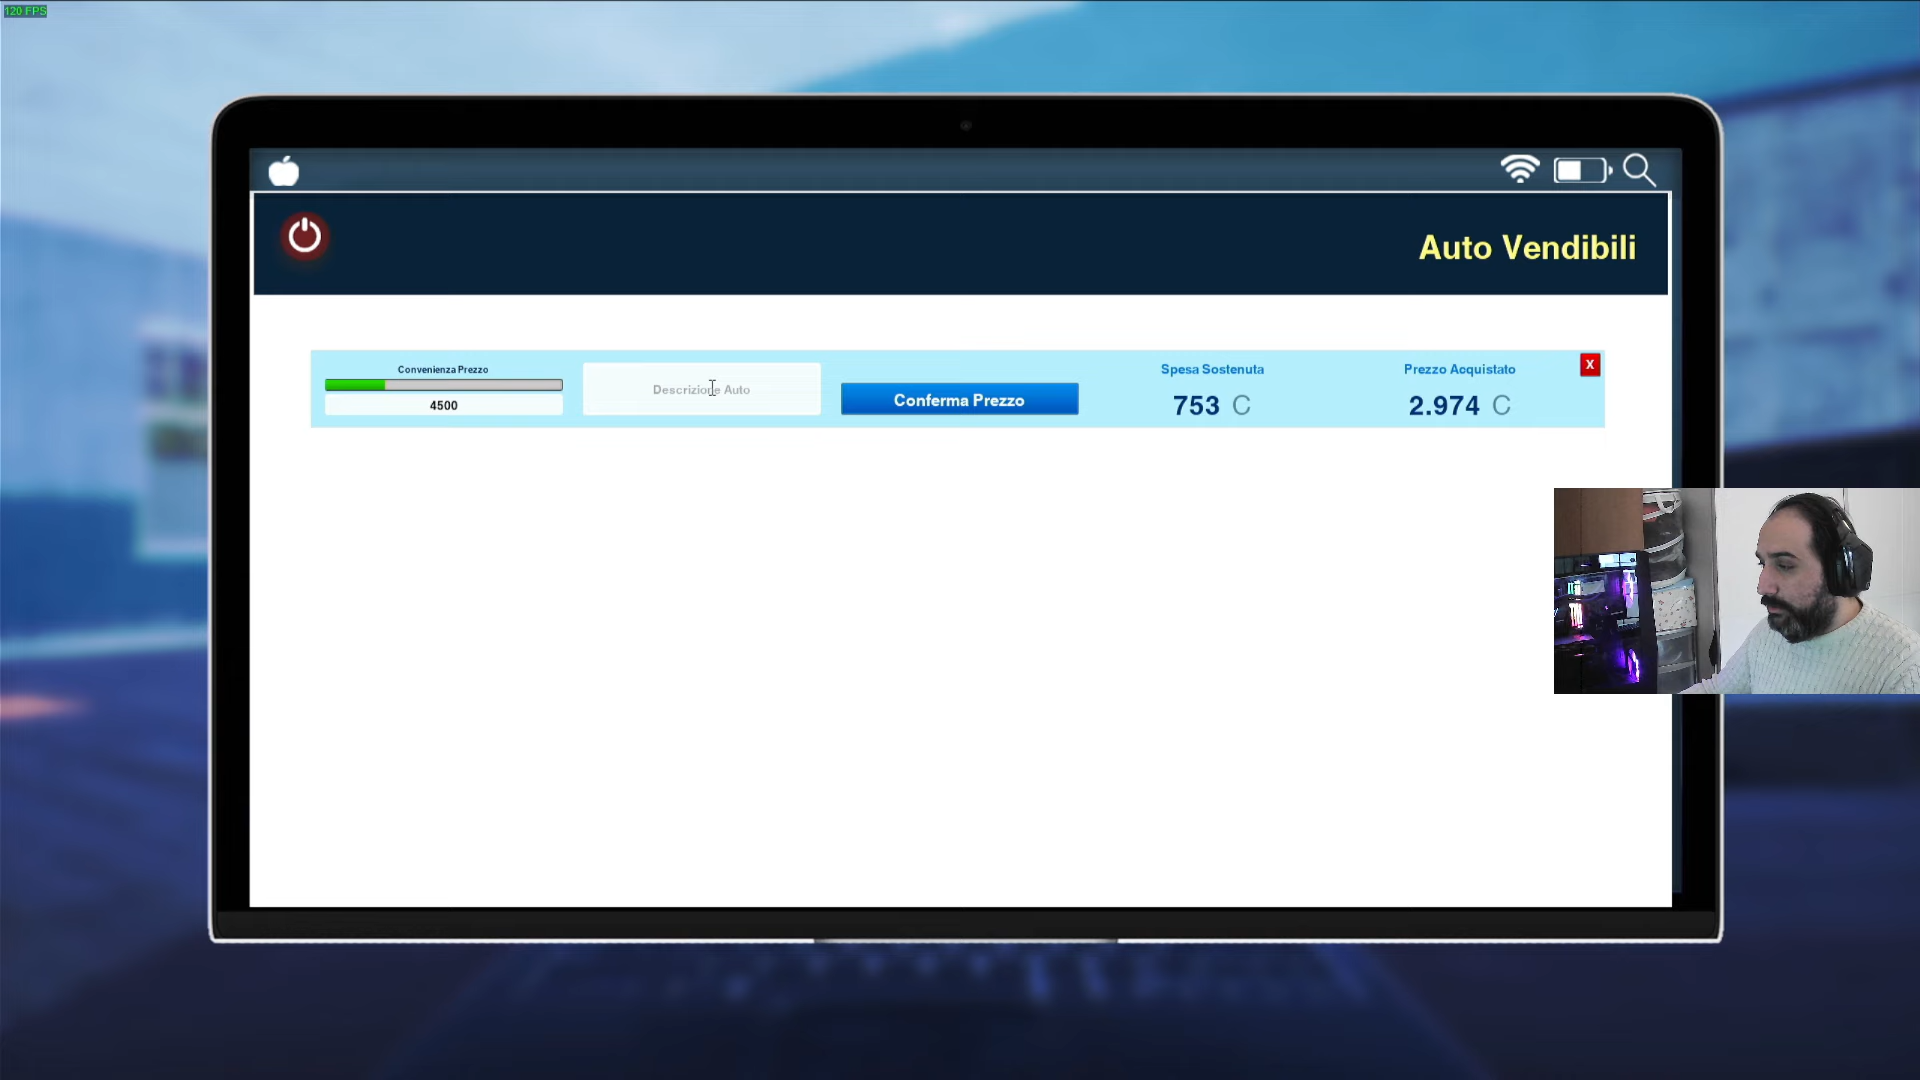 120 FPS
Auto Vendibili
Convenienza Prezzo
4500
Descrizione Auto
Conferma Prezzo
Spesa Sostenuta
753 C
Prezzo Acquistato
2.974 C
X